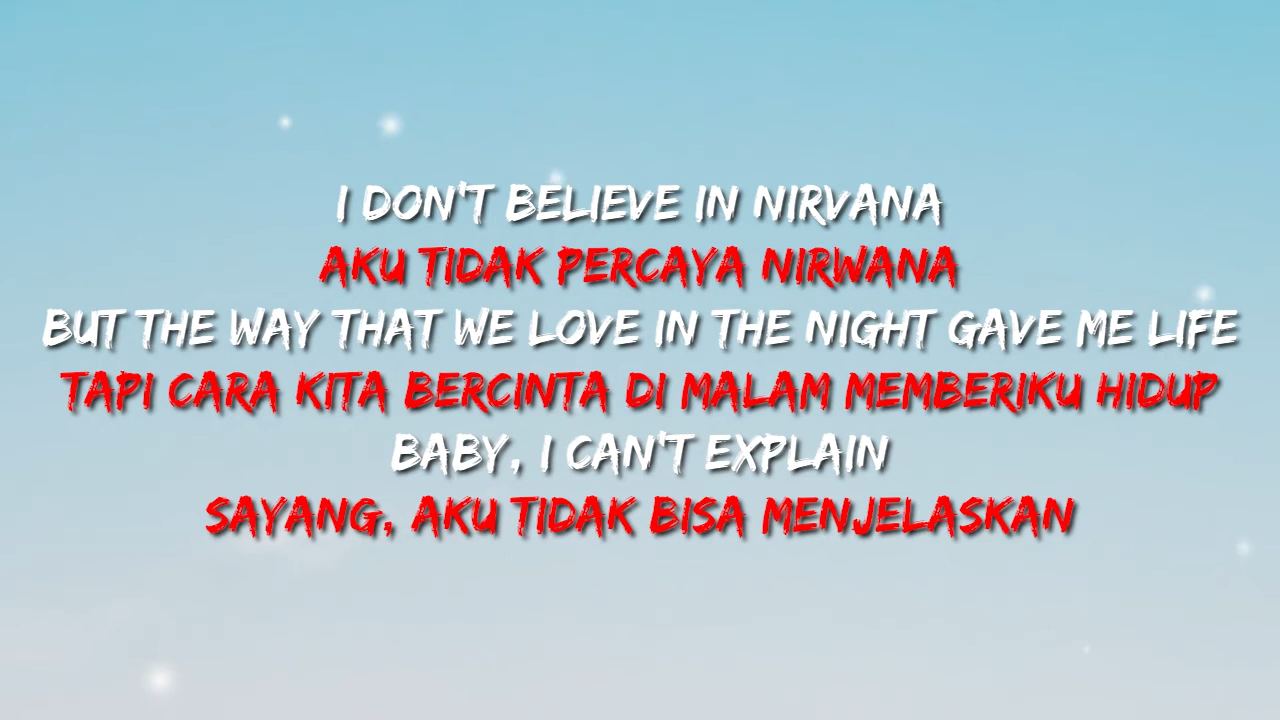 I DON'T BELIEVE IN NIRVANA
AKU TIDAK PERCAYA NIRWANA
BUT THE WAY THAT WE LOVE IN THE NIGHT GAVE ME LIFE
TAPI CARA KITA BERCINTA DI MALAM MEMBERIKU HIDUP
BABY, I CAN'T EXPLAIN
SAYANG, AKU TIDAK BISA MENJELASKAN